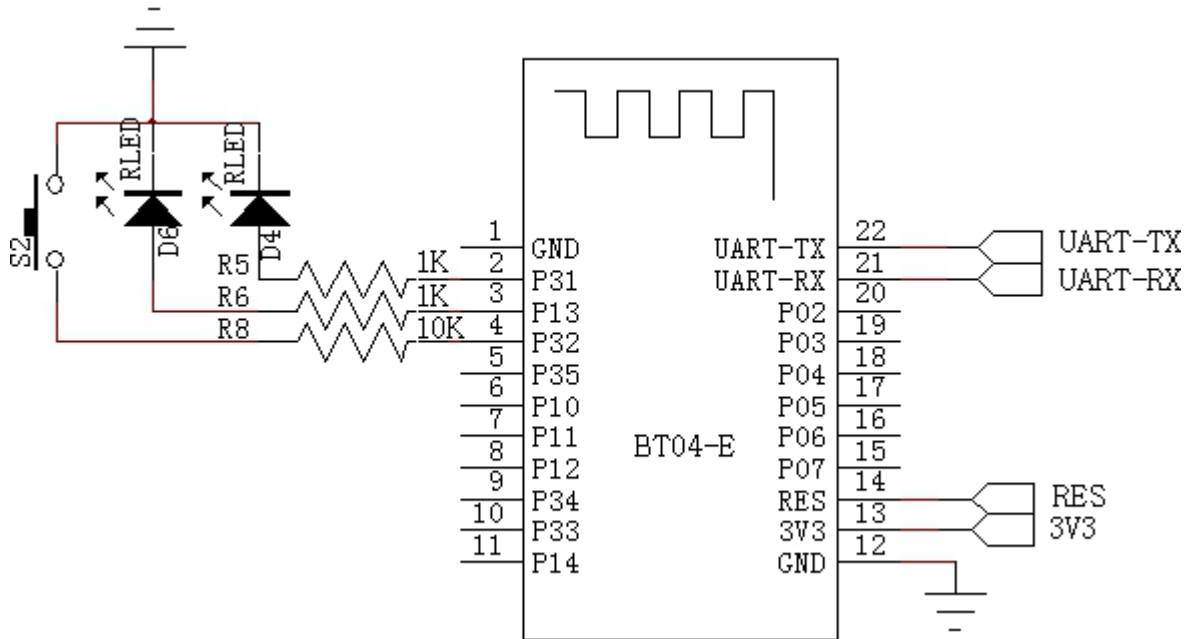 RLED
RLED
S2
D6
D4
R5 1K
R6 1K
R8 10K
1 GND
2 P31
3 P13
4 P32
5 P35
6 P10
7 P11
8 P12
9 P34
10 P33
11 P14
BT04-E
UART-TX 22 UART-TX
UART-RX 21 UART-RX
P02 20
P03 19
P04 18
P05 17
P06 16
P07 15
RES 14 RES
3V3 13 3V3
GND 12